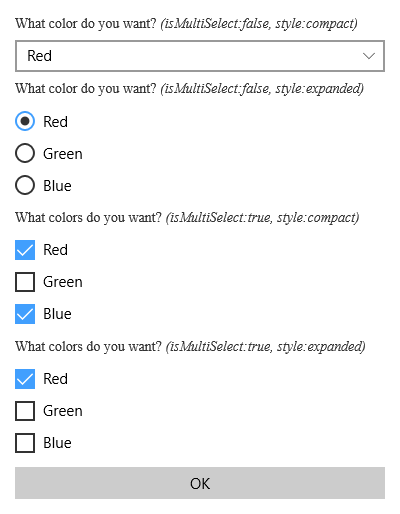 What color do you want? (isMultiSelect:false, style:compact)
Red
What color do you want? (isMultiSelect:false, style:expanded)
Red
Green
Blue
What colors do you want? (isMultiSelect:true, style:compact)
Red
Green
Blue
What colors do you want? (isMultiSelect:true, style:expanded)
Red
Green
Blue
OK